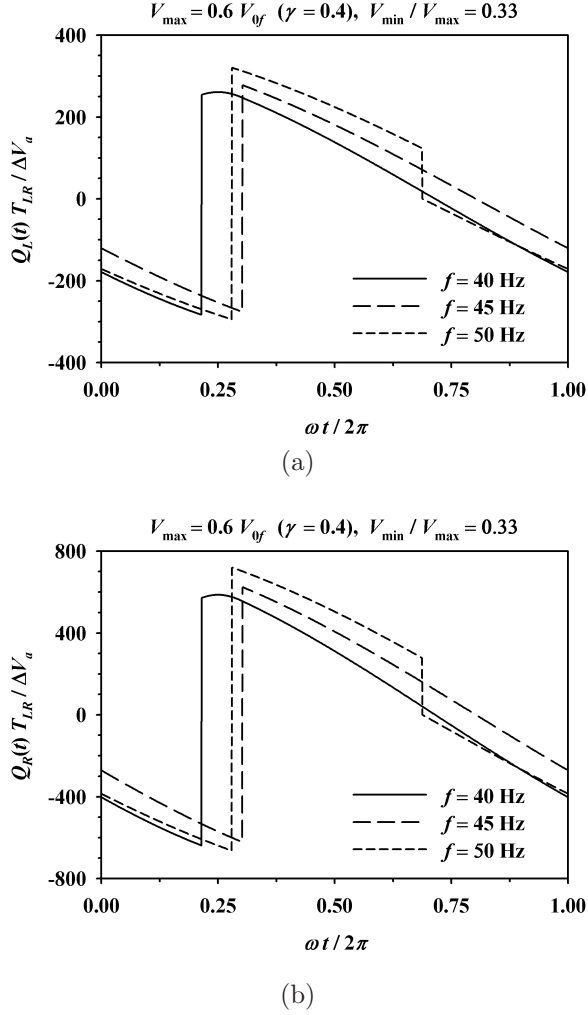 V_max = 0.6 V_0f (γ = 0.4), V_min / V_max = 0.33
400
200
0
-200
-400
Q_L(t) T_LR / ΔV_a
f = 40 Hz
f = 45 Hz
f = 50 Hz
0.00 0.25 0.50 0.75 1.00
ω t / 2π
(a)
V_max = 0.6 V_0f (γ = 0.4), V_min / V_max = 0.33
800
400
0
-400
-800
Q_R(t) T_LR / ΔV_a
f = 40 Hz
f = 45 Hz
f = 50 Hz
0.00 0.25 0.50 0.75 1.00
ω t / 2π
(b)